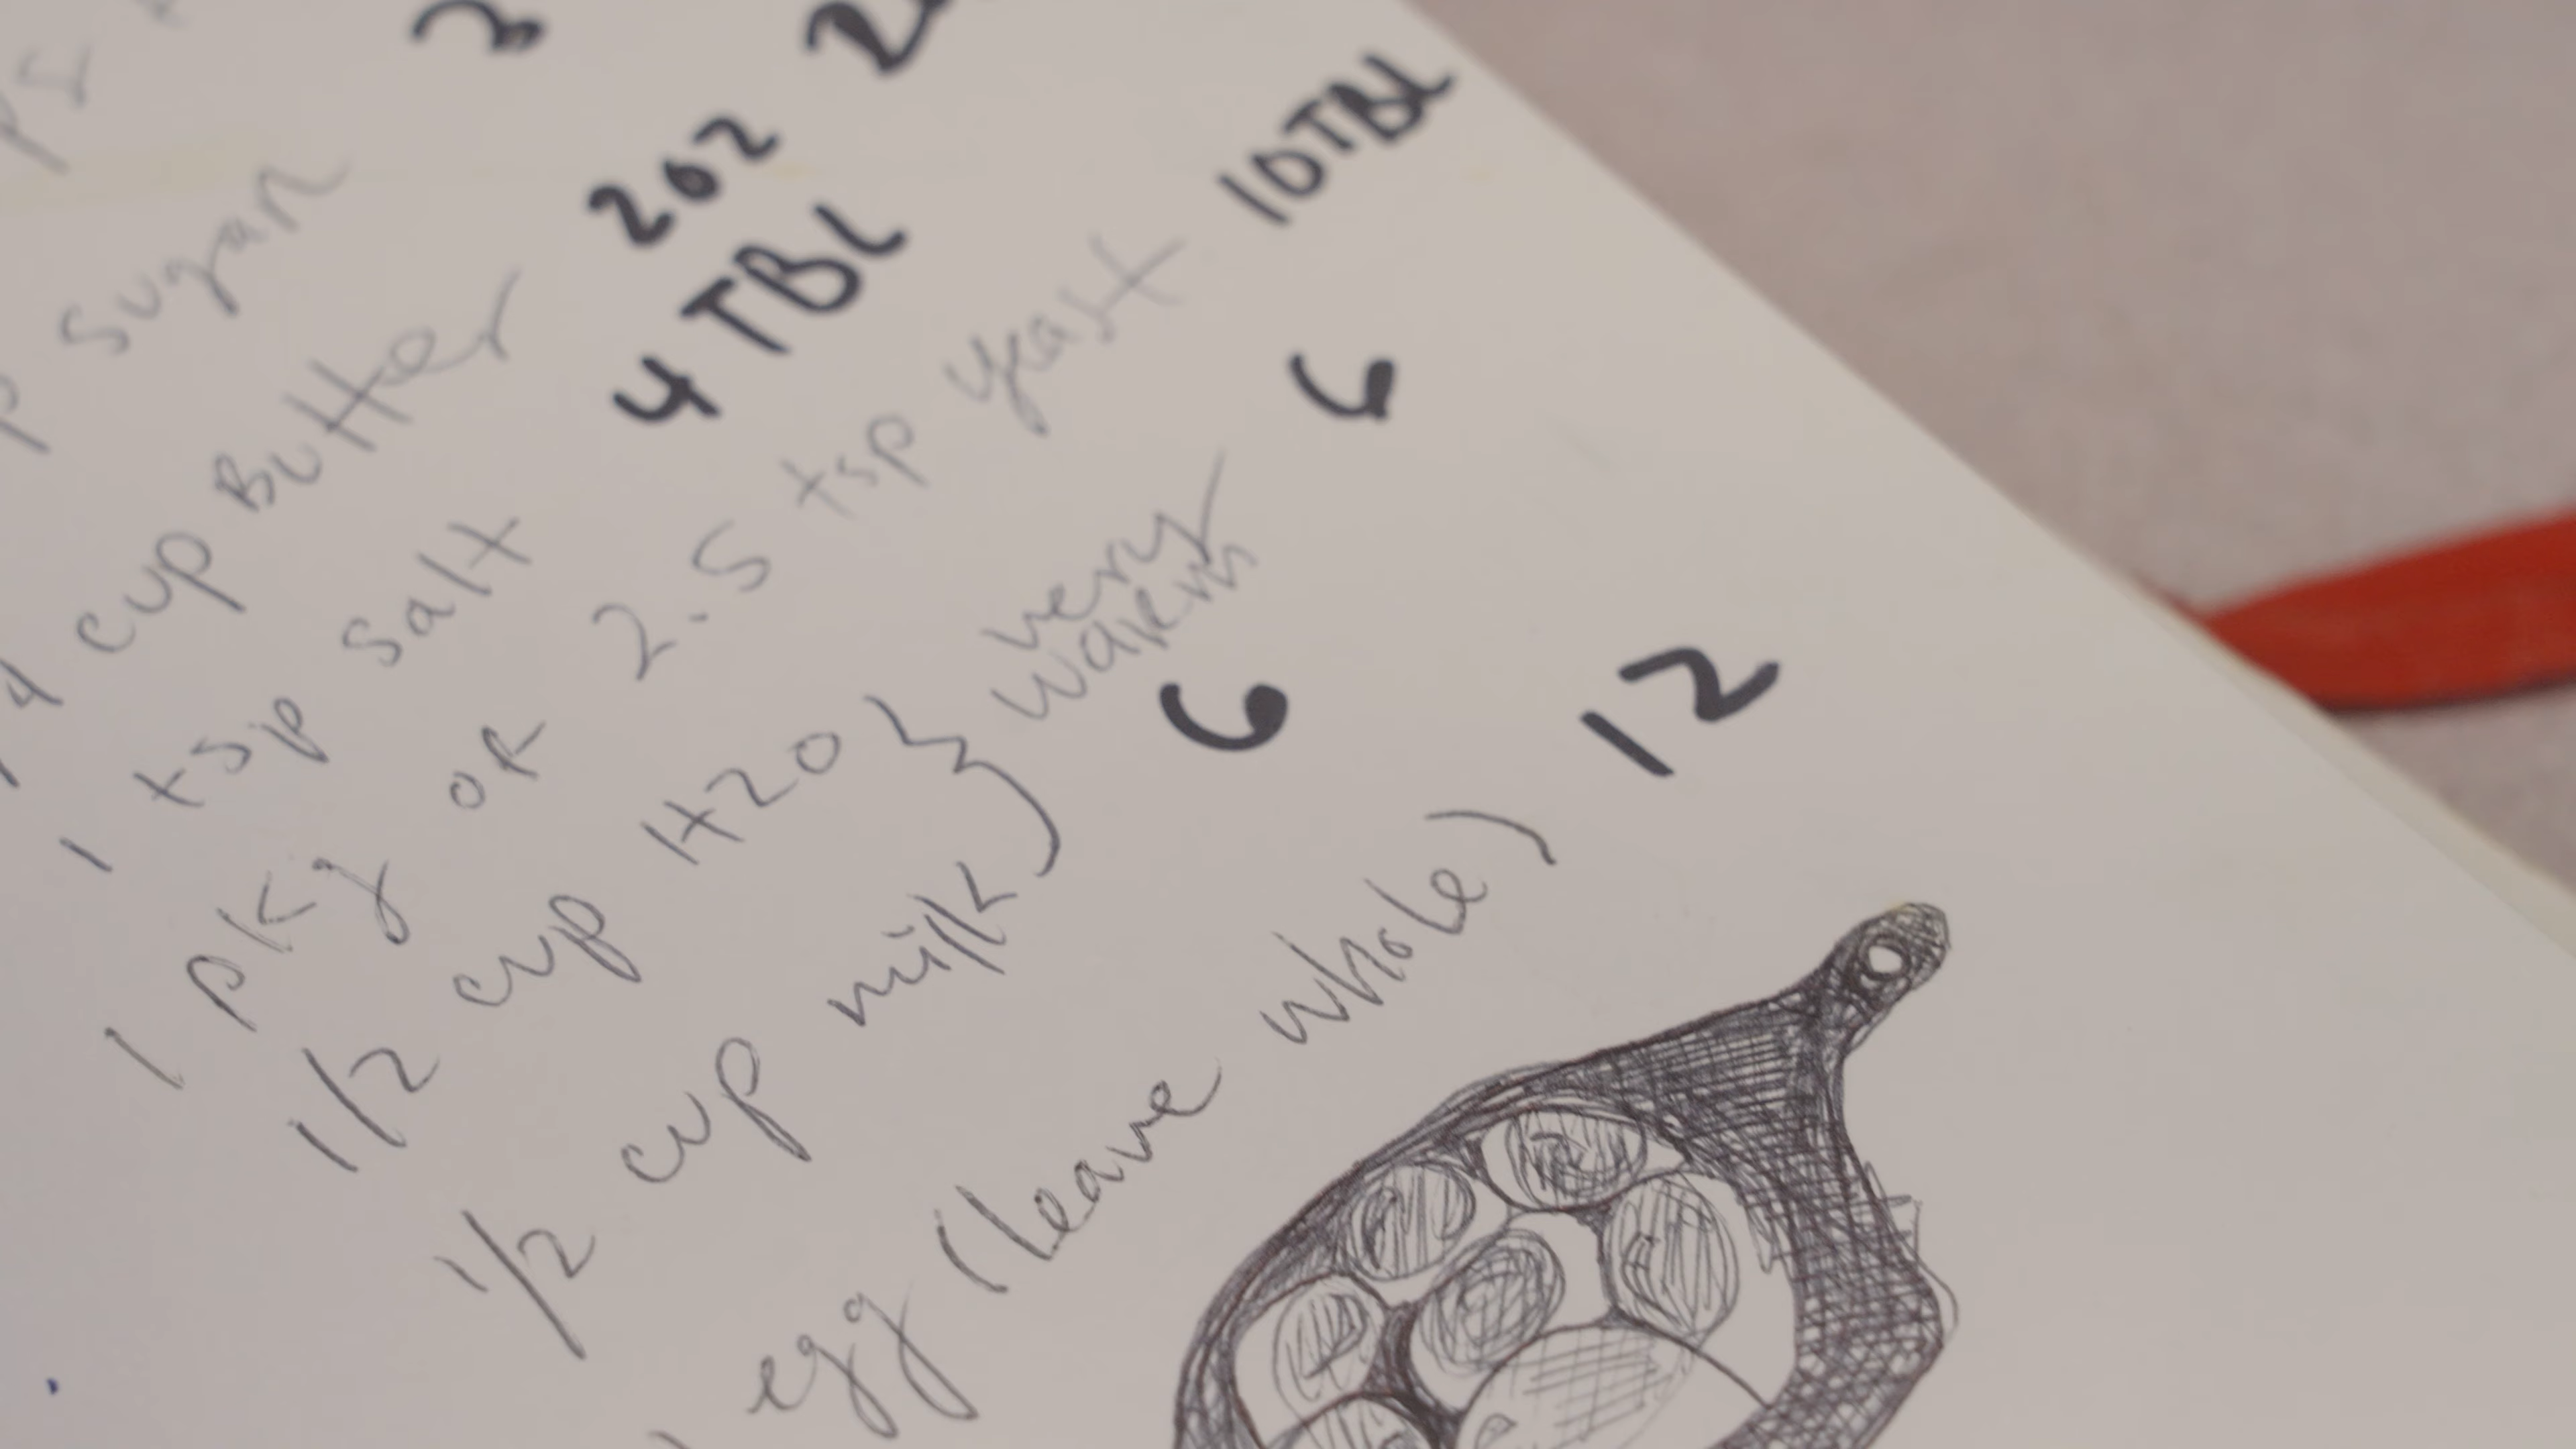 3
Sugar
cup Butter 2oz
1 tsp salt 4 TBL
1 pkg or 2.5 tsp yeast 10TBL
1/2 cup H2O } very warm 6
1/2 cup milk 6
egg (leave whole) 12